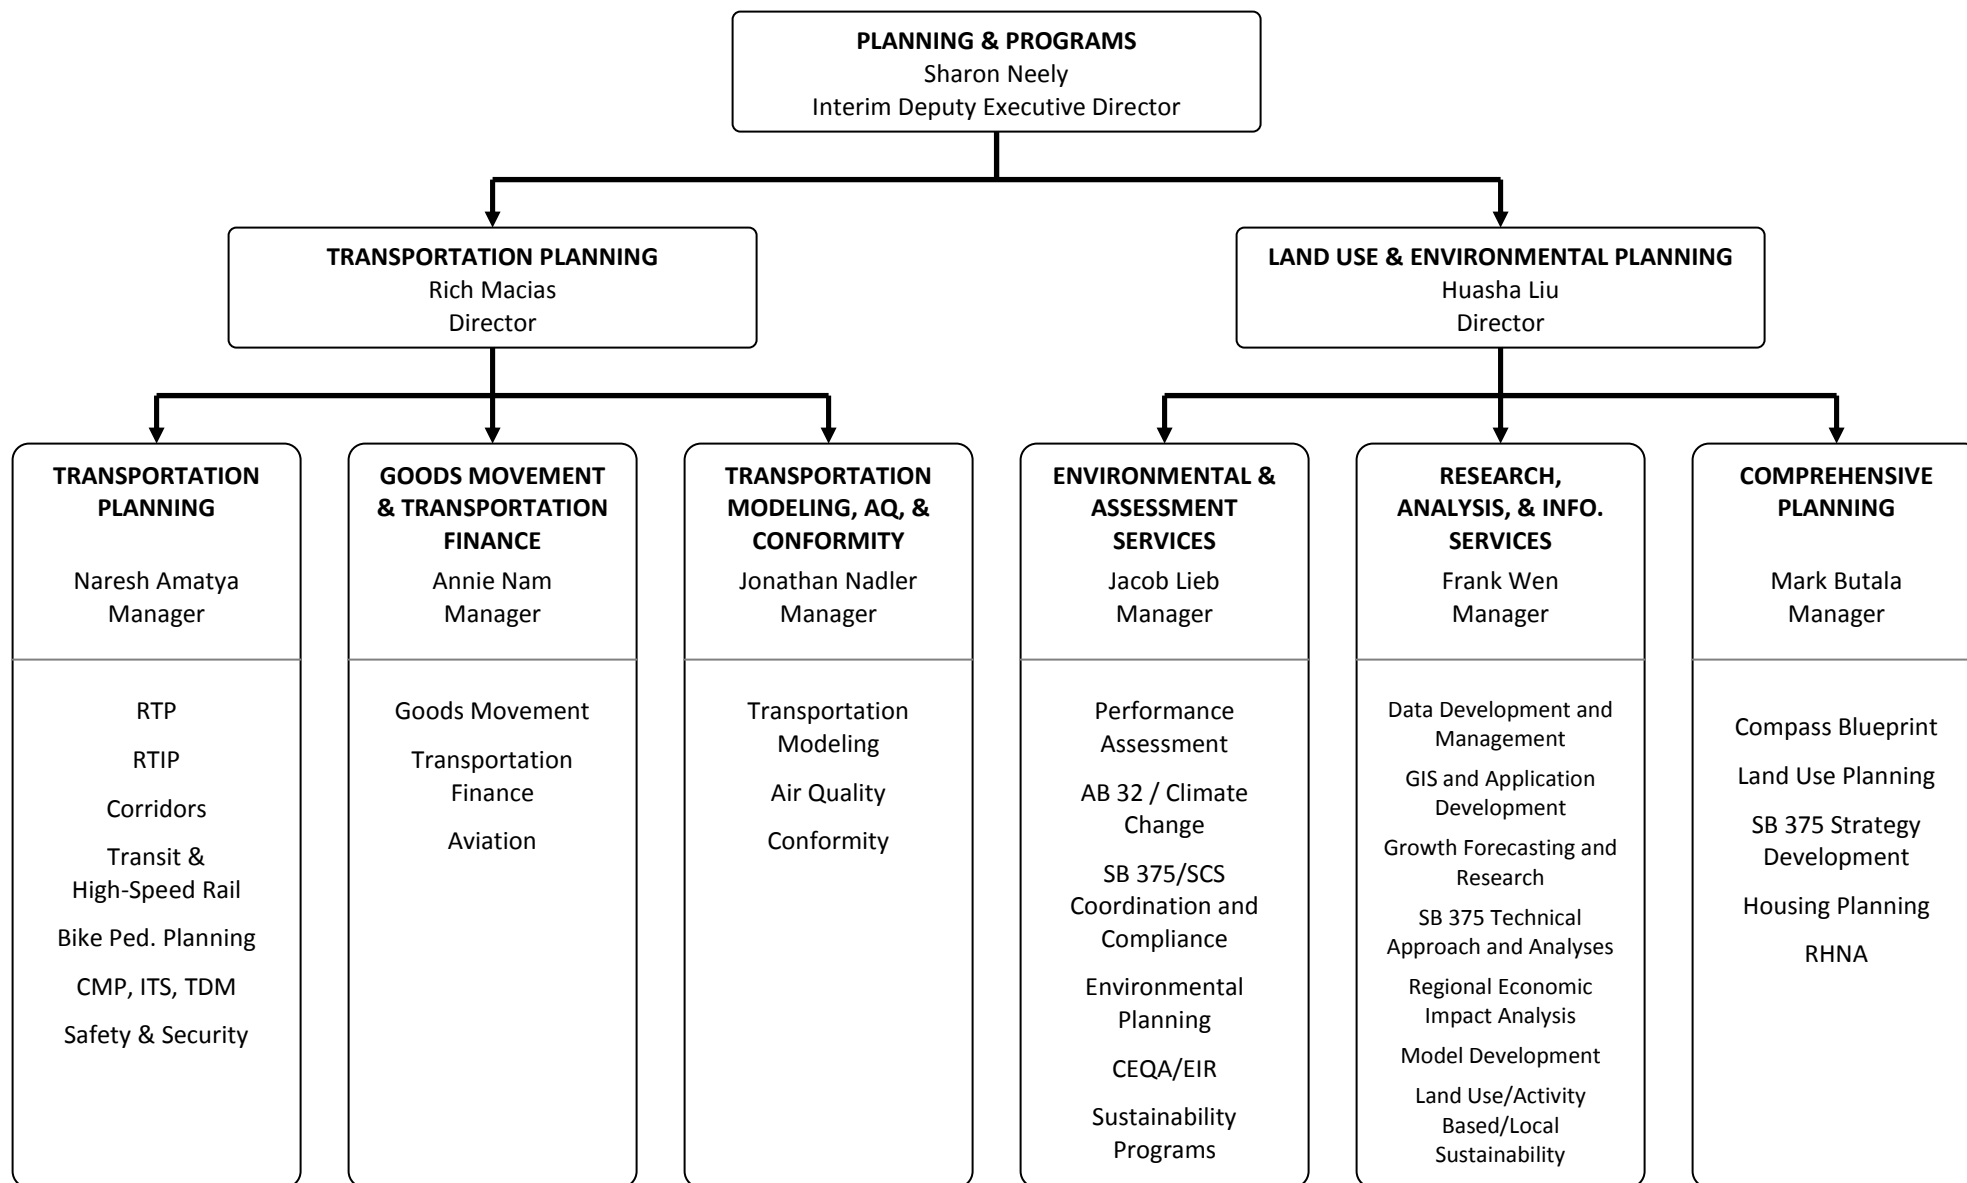 PLANNING & PROGRAMS
Sharon Neely
Interim Deputy Executive Director
TRANSPORTATION PLANNING
Rich Macias
Director
LAND USE & ENVIRONMENTAL PLANNING
Huasha Liu
Director
TRANSPORTATION
PLANNING
Naresh Amatya
Manager
RTP
RTIP
Corridors
Transit &
High-Speed Rail
Bike Ped. Planning
CMP, ITS, TDM
Safety & Security
GOODS MOVEMENT
& TRANSPORTATION
FINANCE
Annie Nam
Manager
Goods Movement
Transportation
Finance
Aviation
TRANSPORTATION
MODELING, AQ, &
CONFORMITY
Jonathan Nadler
Manager
Transportation
Modeling
Air Quality
Conformity
ENVIRONMENTAL &
ASSESSMENT
SERVICES
Jacob Lieb
Manager
Performance
Assessment
AB 32 / Climate
Change
SB 375/SCS
Coordination and
Compliance
Environmental
Planning
CEQA/EIR
Sustainability
Programs
RESEARCH,
ANALYSIS, & INFO.
SERVICES
Frank Wen
Manager
Data Development and
Management
GIS and Application
Development
Growth Forecasting and
Research
SB 375 Technical
Approach and Analyses
Regional Economic
Impact Analysis
Model Development
Land Use/Activity
Based/Local
Sustainability
COMPREHENSIVE
PLANNING
Mark Butala
Manager
Compass Blueprint
Land Use Planning
SB 375 Strategy
Development
Housing Planning
RHNA